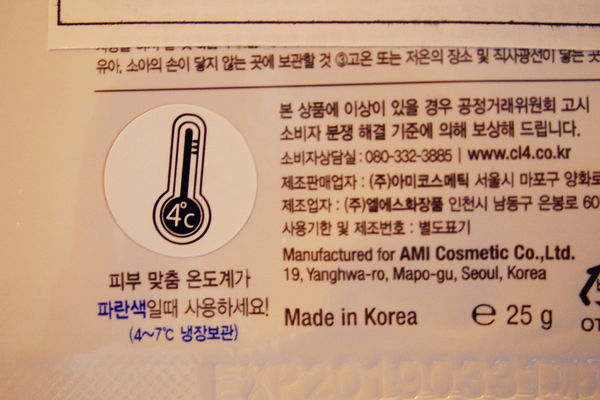 유아, 소아의 손이 닿지 않는 곳에 보관할 것 ③고온 또는 저온의 장소 및 직사광선이 닿는 곳
본 상품에 이상이 있을 경우 공정거래위원회 고시
소비자 분쟁 해결 기준에 의해 보상해 드립니다.
소비자상담실 : 080-332-3885 | www.cl4.co.kr
제조판매업자 : (주)아미코스메틱 서울시 마포구 양화로
제조업자 : (주)엘에스화장품 인천시 남동구 은봉로 60
사용기한 및 제조번호 : 별도표기
Manufactured for AMI Cosmetic Co.,Ltd.
19, Yanghwa-ro, Mapo-gu, Seoul, Korea
Made in Korea ℮ 25 g
4℃
피부 맞춤 온도계가
파란색일때 사용하세요!
(4~7℃ 냉장보관)
OT
EXP20190331